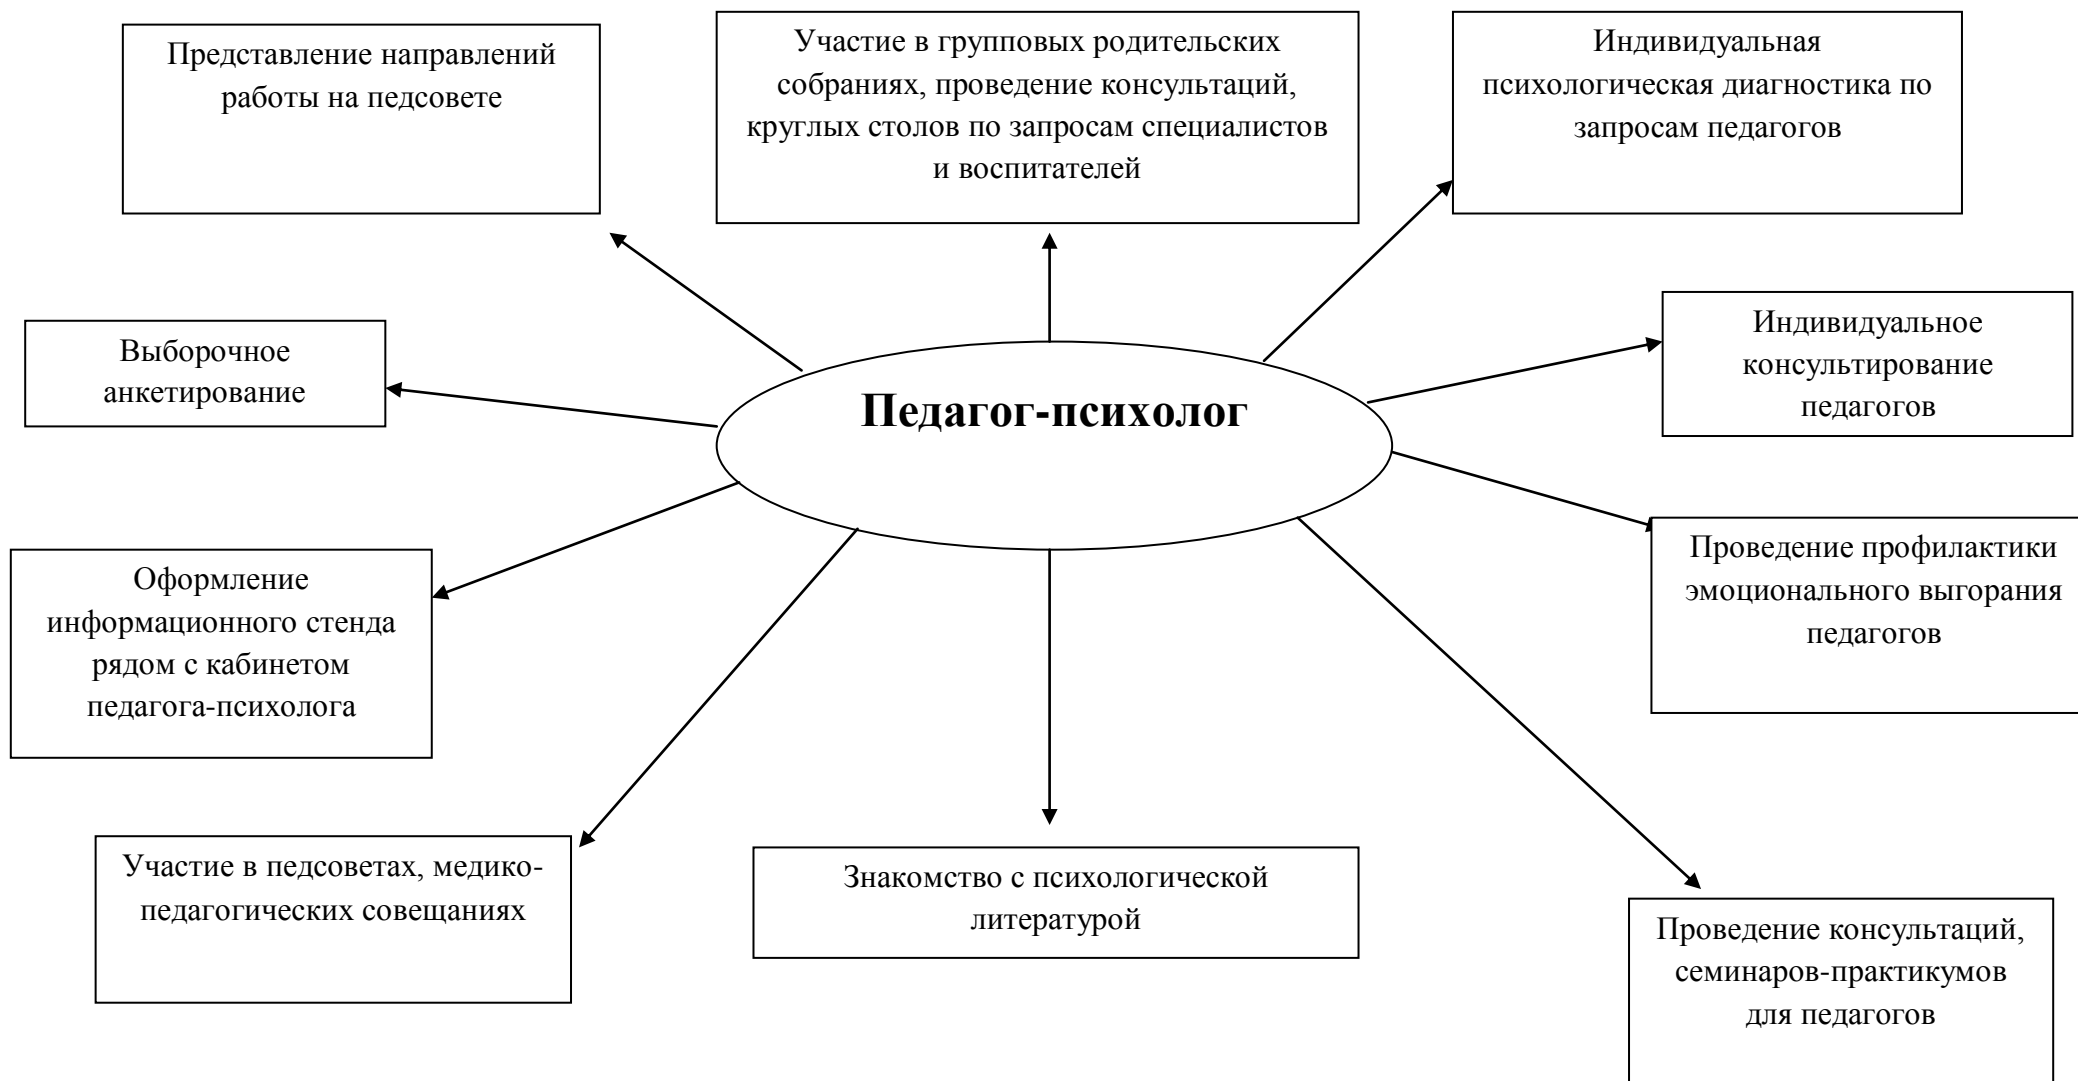 Представление направлений
работы на педсовете
Участие в групповых родительских
собраниях, проведение консультаций,
круглых столов по запросам специалистов
и воспитателей
Индивидуальная
психологическая диагностика по
запросам педагогов
Выборочное
анкетирование
Педагог-психолог
Индивидуальное
консультирование
педагогов
Оформление
информационного стенда
рядом с кабинетом
педагога-психолога
Проведение профилактики
эмоционального выгорания
педагогов
Участие в педсоветах, медико-
педагогических совещаниях
Знакомство с психологической
литературой
Проведение консультаций,
семинаров-практикумов
для педагогов